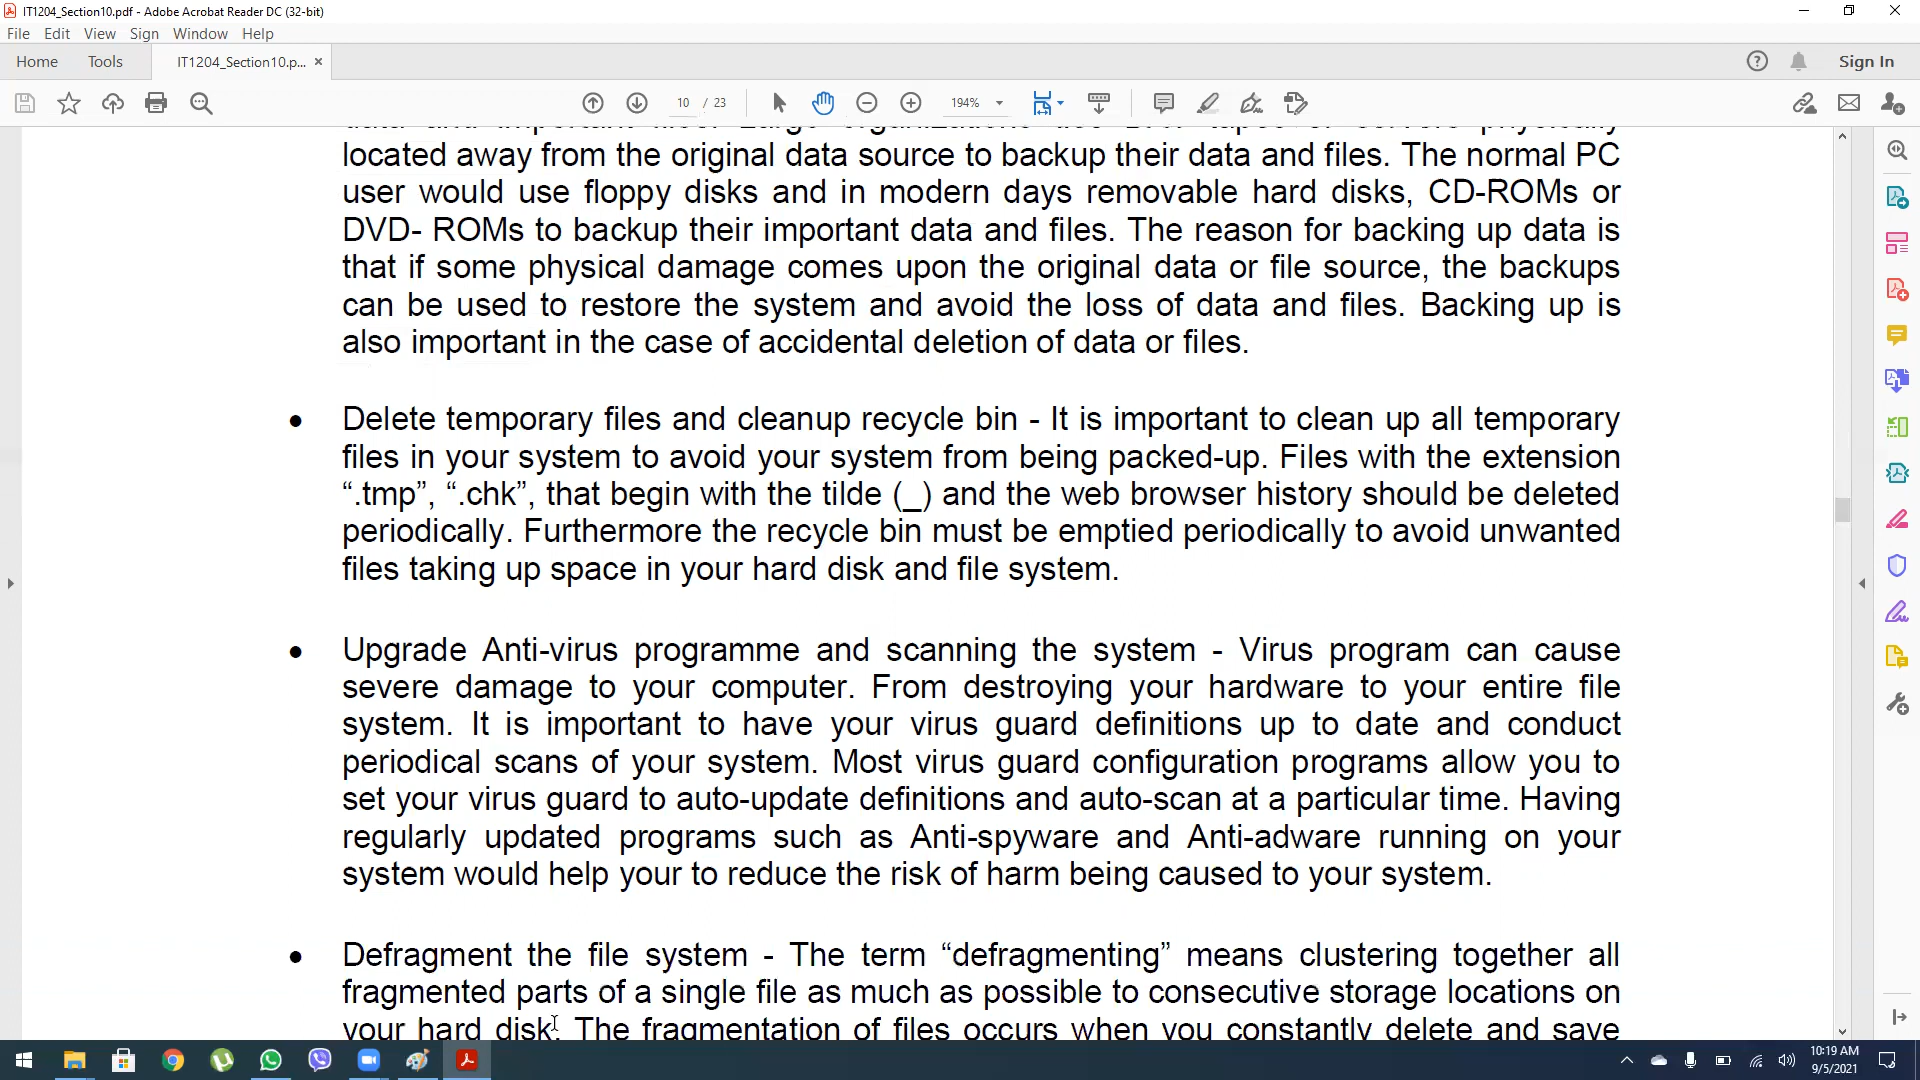 IT1204_Section10.pdf - Adobe Acrobat Reader DC (32-bit)
File Edit View Sign Window Help
Home Tools IT1204_Section10.p... × Sign In
10 / 23 194%
data and important files. Large organizations use DAT tapes
located away from the original data source to backup their data and files. The normal PC
user would use floppy disks and in modern days removable hard disks, CD-ROMs or
DVD- ROMs to backup their important data and files. The reason for backing up data is
that if some physical damage comes upon the original data or file source, the backups
can be used to restore the system and avoid the loss of data and files. Backing up is
also important in the case of accidental deletion of data or files.
● Delete temporary files and cleanup recycle bin - It is important to clean up all temporary
files in your system to avoid your system from being packed-up. Files with the extension
“.tmp”, “.chk”, that begin with the tilde (_) and the web browser history should be deleted
periodically. Furthermore the recycle bin must be emptied periodically to avoid unwanted
files taking up space in your hard disk and file system.
● Upgrade Anti-virus programme and scanning the system - Virus program can cause
severe damage to your computer. From destroying your hardware to your entire file
system. It is important to have your virus guard definitions up to date and conduct
periodical scans of your system. Most virus guard configuration programs allow you to
set your virus guard to auto-update definitions and auto-scan at a particular time. Having
regularly updated programs such as Anti-spyware and Anti-adware running on your
system would help your to reduce the risk of harm being caused to your system.
● Defragment the file system - The term “defragmenting” means clustering together all
fragmented parts of a single file as much as possible to consecutive storage locations on
your hard disk. The fragmentation of files occurs when you constantly delete and save
10:19 AM
9/5/2021